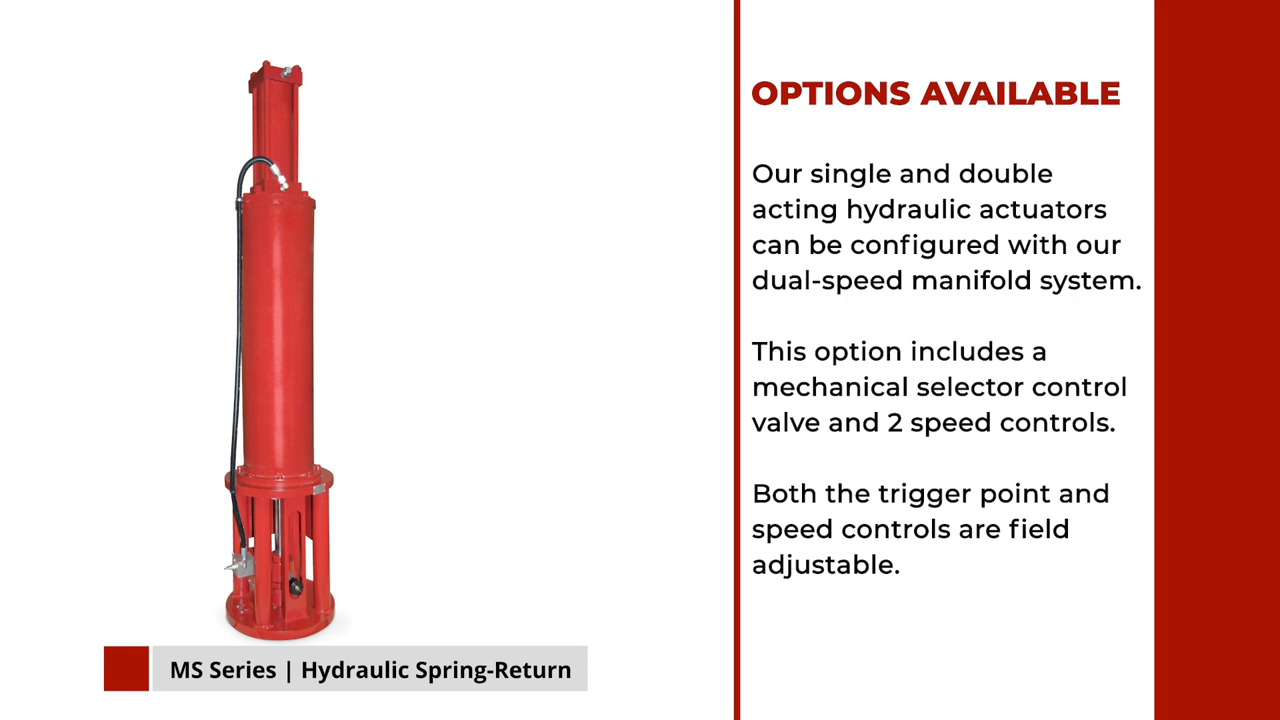 OPTIONS AVAILABLE
Our single and double
acting hydraulic actuators
can be configured with our
dual-speed manifold system.
This option includes a
mechanical selector control
valve and 2 speed controls.
Both the trigger point and
speed controls are field
adjustable.
MS Series | Hydraulic Spring-Return